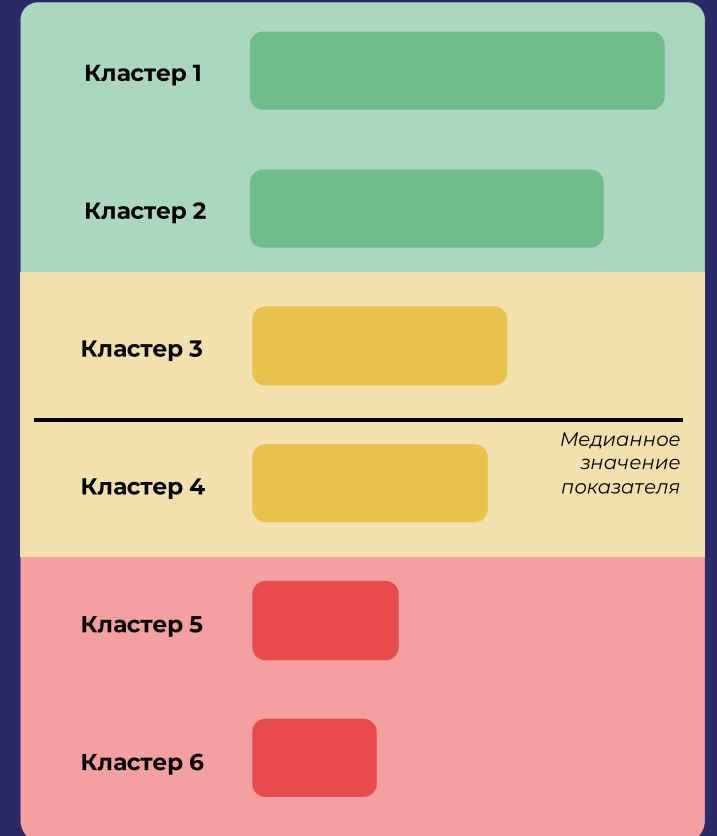 Кластер 1
Кластер 2
Кластер 3
Медианное
значение
показателя
Кластер 4
Кластер 5
Кластер 6